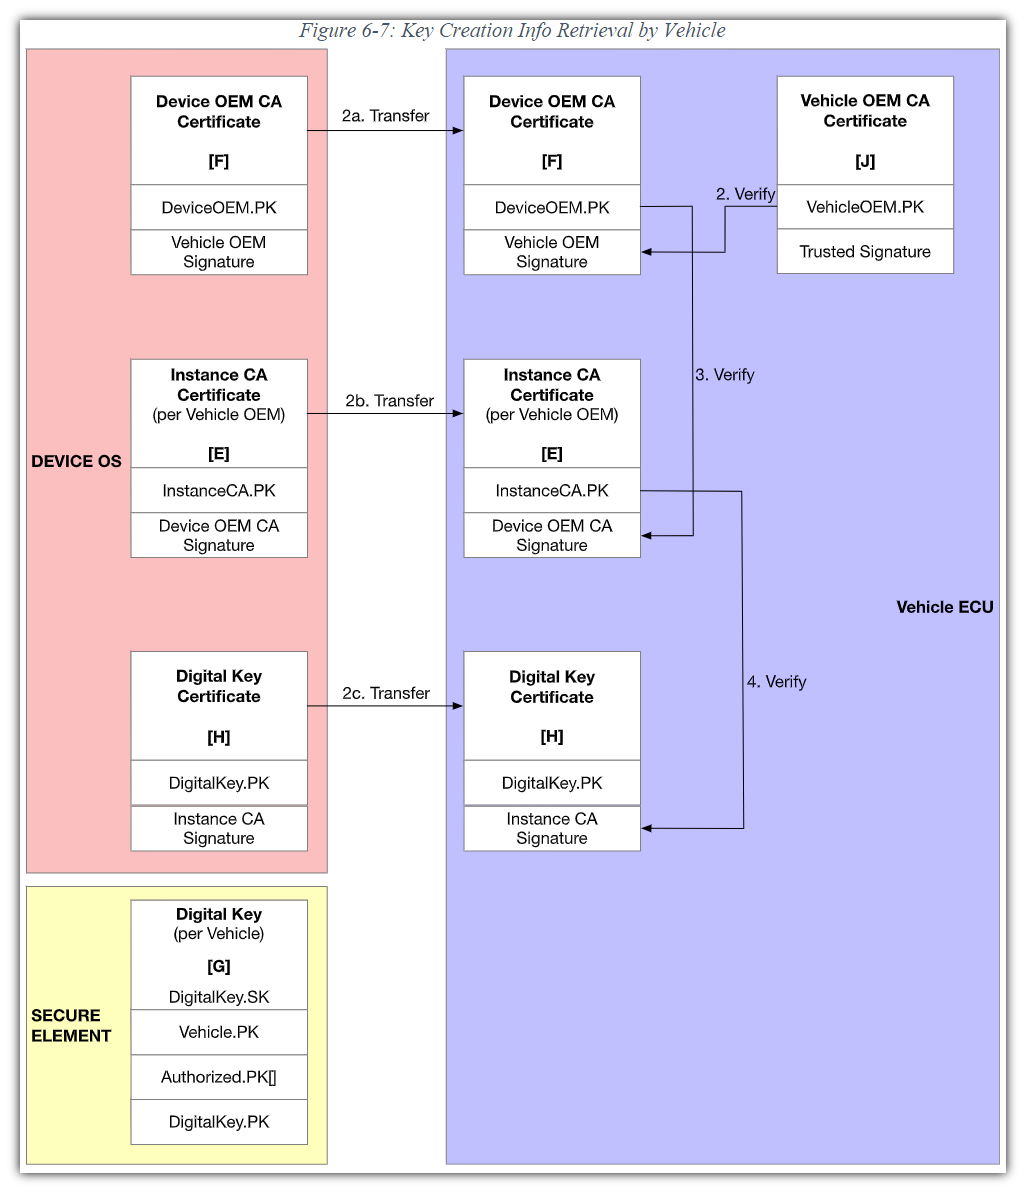 Figure 6-7: Key Creation Info Retrieval by Vehicle
Device OEM CA
Certificate
[F]
DeviceOEM.PK
Vehicle OEM
Signature
2a. Transfer
Device OEM CA
Certificate
[F]
DeviceOEM.PK
Vehicle OEM
Signature
2. Verify
Vehicle OEM CA
Certificate
[J]
VehicleOEM.PK
Trusted Signature
DEVICE OS
Instance CA
Certificate
(per Vehicle OEM)
[E]
InstanceCA.PK
Device OEM CA
Signature
2b. Transfer
Instance CA
Certificate
(per Vehicle OEM)
[E]
InstanceCA.PK
Device OEM CA
Signature
3. Verify
Vehicle ECU
Digital Key
Certificate
[H]
DigitalKey.PK
Instance CA
Signature
2c. Transfer
Digital Key
Certificate
[H]
DigitalKey.PK
Instance CA
Signature
4. Verify
SECURE
ELEMENT
Digital Key
(per Vehicle)
[G]
DigitalKey.SK
Vehicle.PK
Authorized.PK[]
DigitalKey.PK